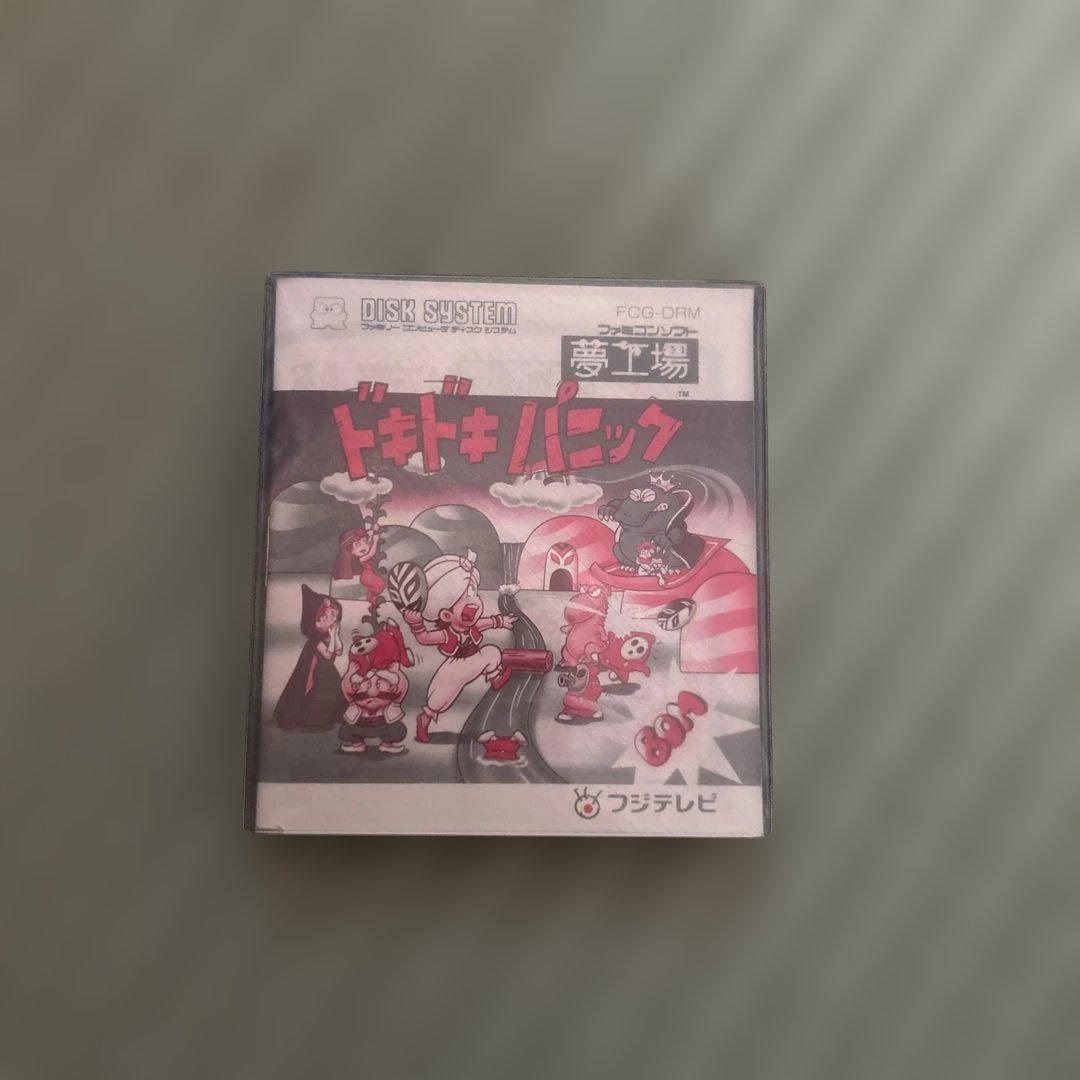 DISK SYSTEM
ファミリー コンピュータ ディスク システム
FCG-DRM
ファミコンソフト
夢工場
TM
ドキドキパニック
BOM
フジテレビ